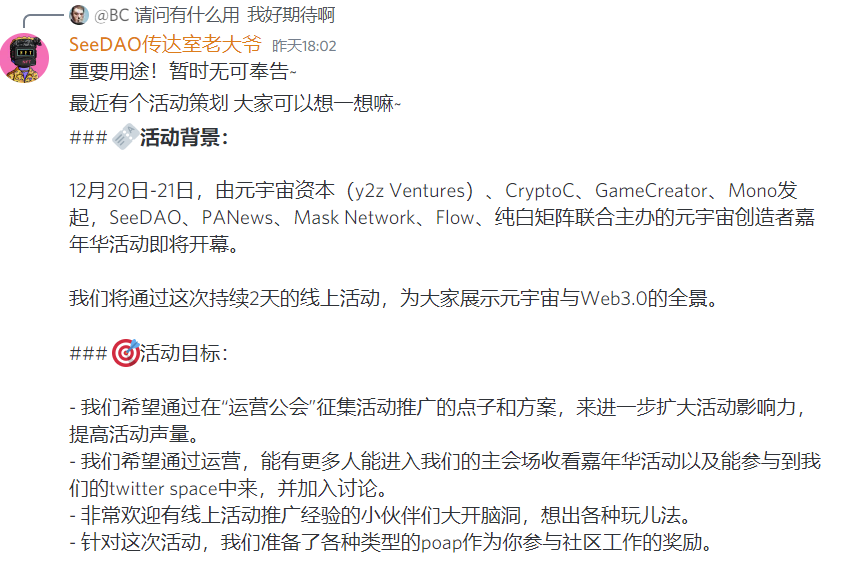 @BC 请问有什么用 我好期待啊
SeeDAO传达室老大爷 昨天18:02
重要用途！暂时无可奉告~
最近有个活动策划 大家可以想一想嘛~
### 活动背景：
12月20日-21日，由元宇宙资本（y2z Ventures）、CryptoC、GameCreator、Mono发
起，SeeDAO、PANews、Mask Network、Flow、纯白矩阵联合主办的元宇宙创造者嘉
年华活动即将开幕。
我们将通过这次持续2天的线上活动，为大家展示元宇宙与Web3.0的全景。
### 活动目标：
- 我们希望通过在“运营公会”征集活动推广的点子和方案，来进一步扩大活动影响力，
提高活动声量。
- 我们希望通过运营，能有更多人能进入我们的主会场收看嘉年华活动以及能参与到我
们的twitter space中来，并加入讨论。
- 非常欢迎有线上活动推广经验的小伙伴们大开脑洞，想出各种玩儿法。
- 针对这次活动，我们准备了各种类型的poap作为你参与社区工作的奖励。